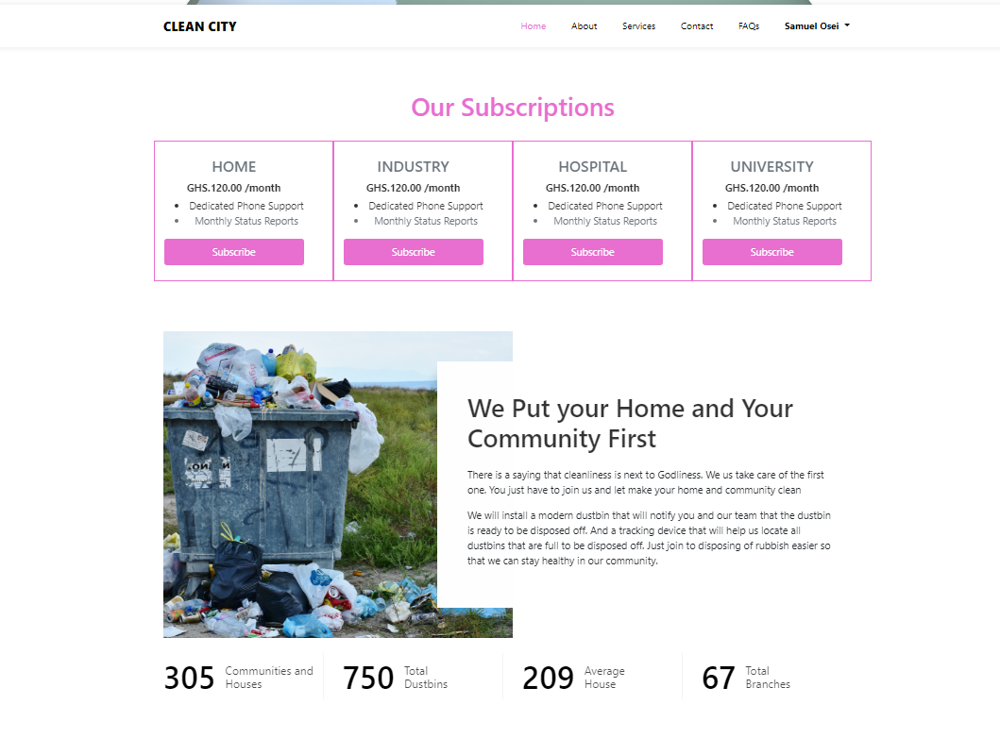 CLEAN CITY
Home About Services Contact FAQs Samuel Osei
Our Subscriptions
HOME
GHS.120.00 /month
Dedicated Phone Support
Monthly Status Reports
Subscribe
INDUSTRY
GHS.120.00 /month
Dedicated Phone Support
Monthly Status Reports
Subscribe
HOSPITAL
GHS.120.00 /month
Dedicated Phone Support
Monthly Status Reports
Subscribe
UNIVERSITY
GHS.120.00 /month
Dedicated Phone Support
Monthly Status Reports
Subscribe
We Put your Home and Your
Community First
There is a saying that cleanliness is next to Godliness. We us take care of the first
one. You just have to join us and let make your home and community clean
We will install a modern dustbin that will notify you and our team that the dustbin
is ready to be disposed off. And a tracking device that will help us locate all
dustbins that are full to be disposed off. Just join to disposing of rubbish easier so
that we can stay healthy in our community.
305 Communities and
Houses
750 Total
Dustbins
209 Average
House
67 Total
Branches